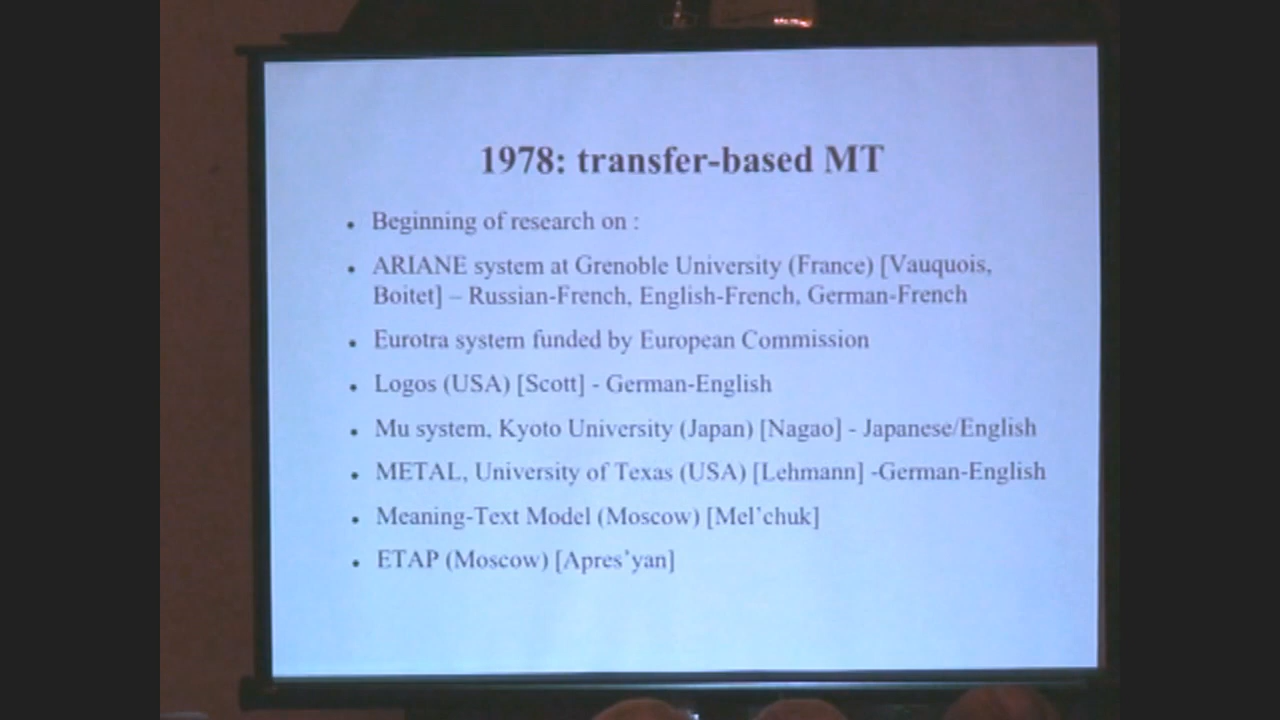 1978: transfer-based MT
• Beginning of research on :
• ARIANE system at Grenoble University (France) [Vauquois,
Boitet] – Russian-French, English-French, German-French
• Eurotra system funded by European Commission
• Logos (USA) [Scott] - German-English
• Mu system, Kyoto University (Japan) [Nagao] - Japanese/English
• METAL, University of Texas (USA) [Lehmann] -German-English
• Meaning-Text Model (Moscow) [Mel’chuk]
• ETAP (Moscow) [Apres’yan]